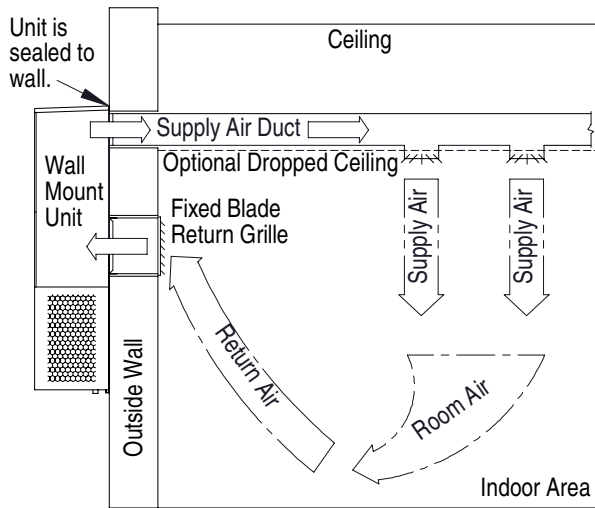 Unit is
sealed to
wall.
Ceiling
Supply Air Duct
Optional Dropped Ceiling
Wall
Mount
Unit
Fixed Blade
Return Grille
Supply Air
Supply Air
Return Air
Room Air
Outside Wall
Indoor Area